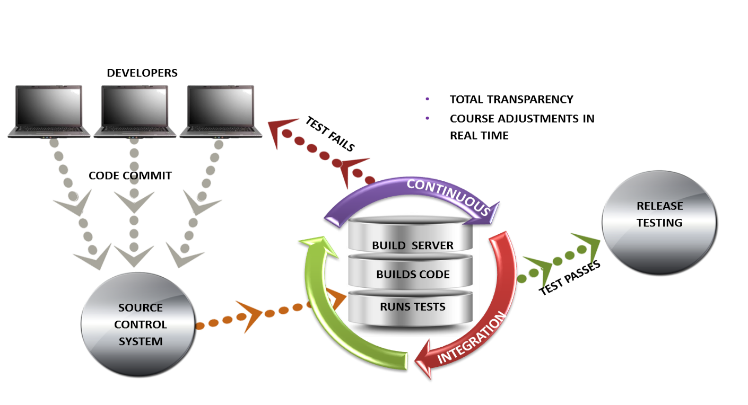 DEVELOPERS
• TOTAL TRANSPARENCY
• COURSE ADJUSTMENTS IN
REAL TIME
TEST FAILS
CODE COMMIT
CONTINUOUS
RELEASE
TESTING
BUILD SERVER
BUILDS CODE
RUNS TESTS
TEST PASSES
SOURCE
CONTROL
SYSTEM
INTEGRATION